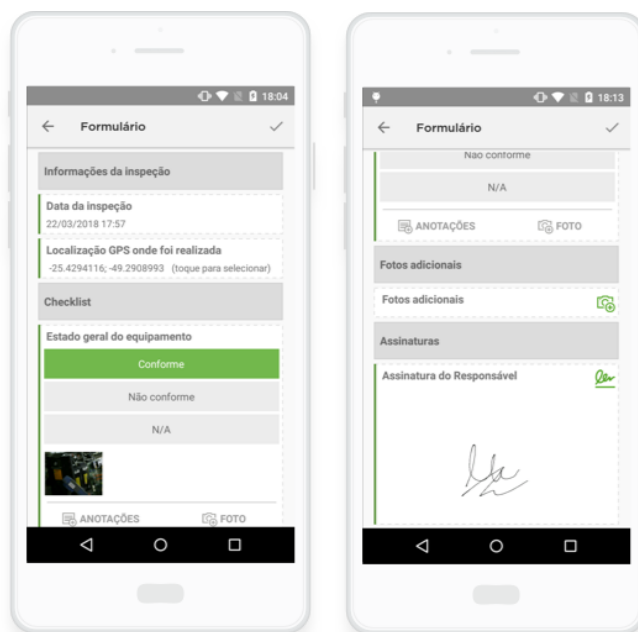 18:04
Formulário
Informações da inspeção
Data da inspeção
22/03/2018 17:57
Localização GPS onde foi realizada
-25.4294116; -49.2908993 (toque para selecionar)
Checklist
Estado geral do equipamento
Conforme
Não conforme
N/A
ANOTAÇÕES FOTO
18:13
Formulário
Não conforme
N/A
ANOTAÇÕES FOTO
Fotos adicionais
Fotos adicionais
Assinaturas
Assinatura do Responsável